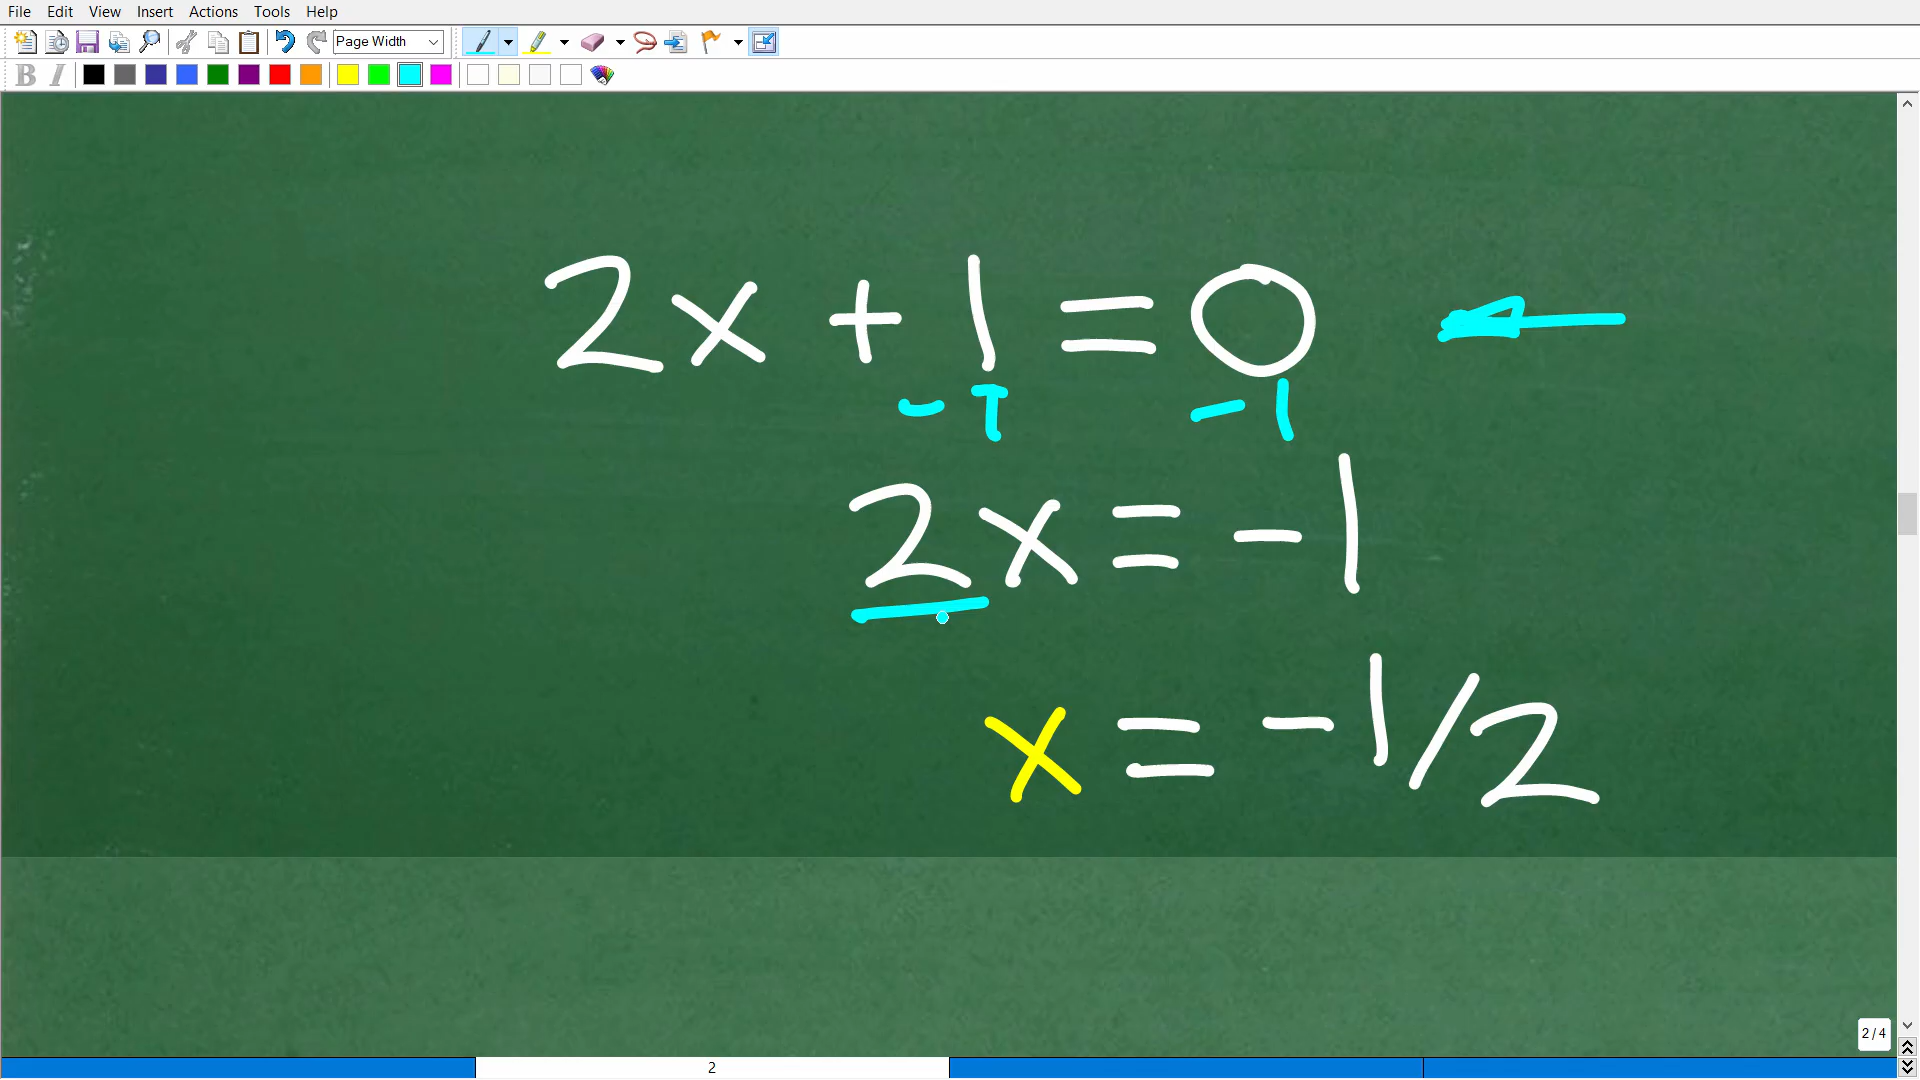 File Edit View Insert Actions Tools Help
Page Width
B I
2x + 1 = 0
- 1 - 1
2x = -1
x = -1/2
2 / 4
2